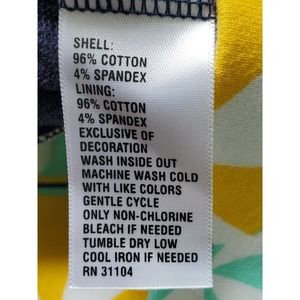 SHELL:
96% COTTON
4% SPANDEX
LINING:
96% COTTON
4% SPANDEX
EXCLUSIVE OF
DECORATION
WASH INSIDE OUT
MACHINE WASH COLD
WITH LIKE COLORS
GENTLE CYCLE
ONLY NON-CHLORINE
BLEACH IF NEEDED
TUMBLE DRY LOW
COOL IRON IF NEEDED
RN 31104